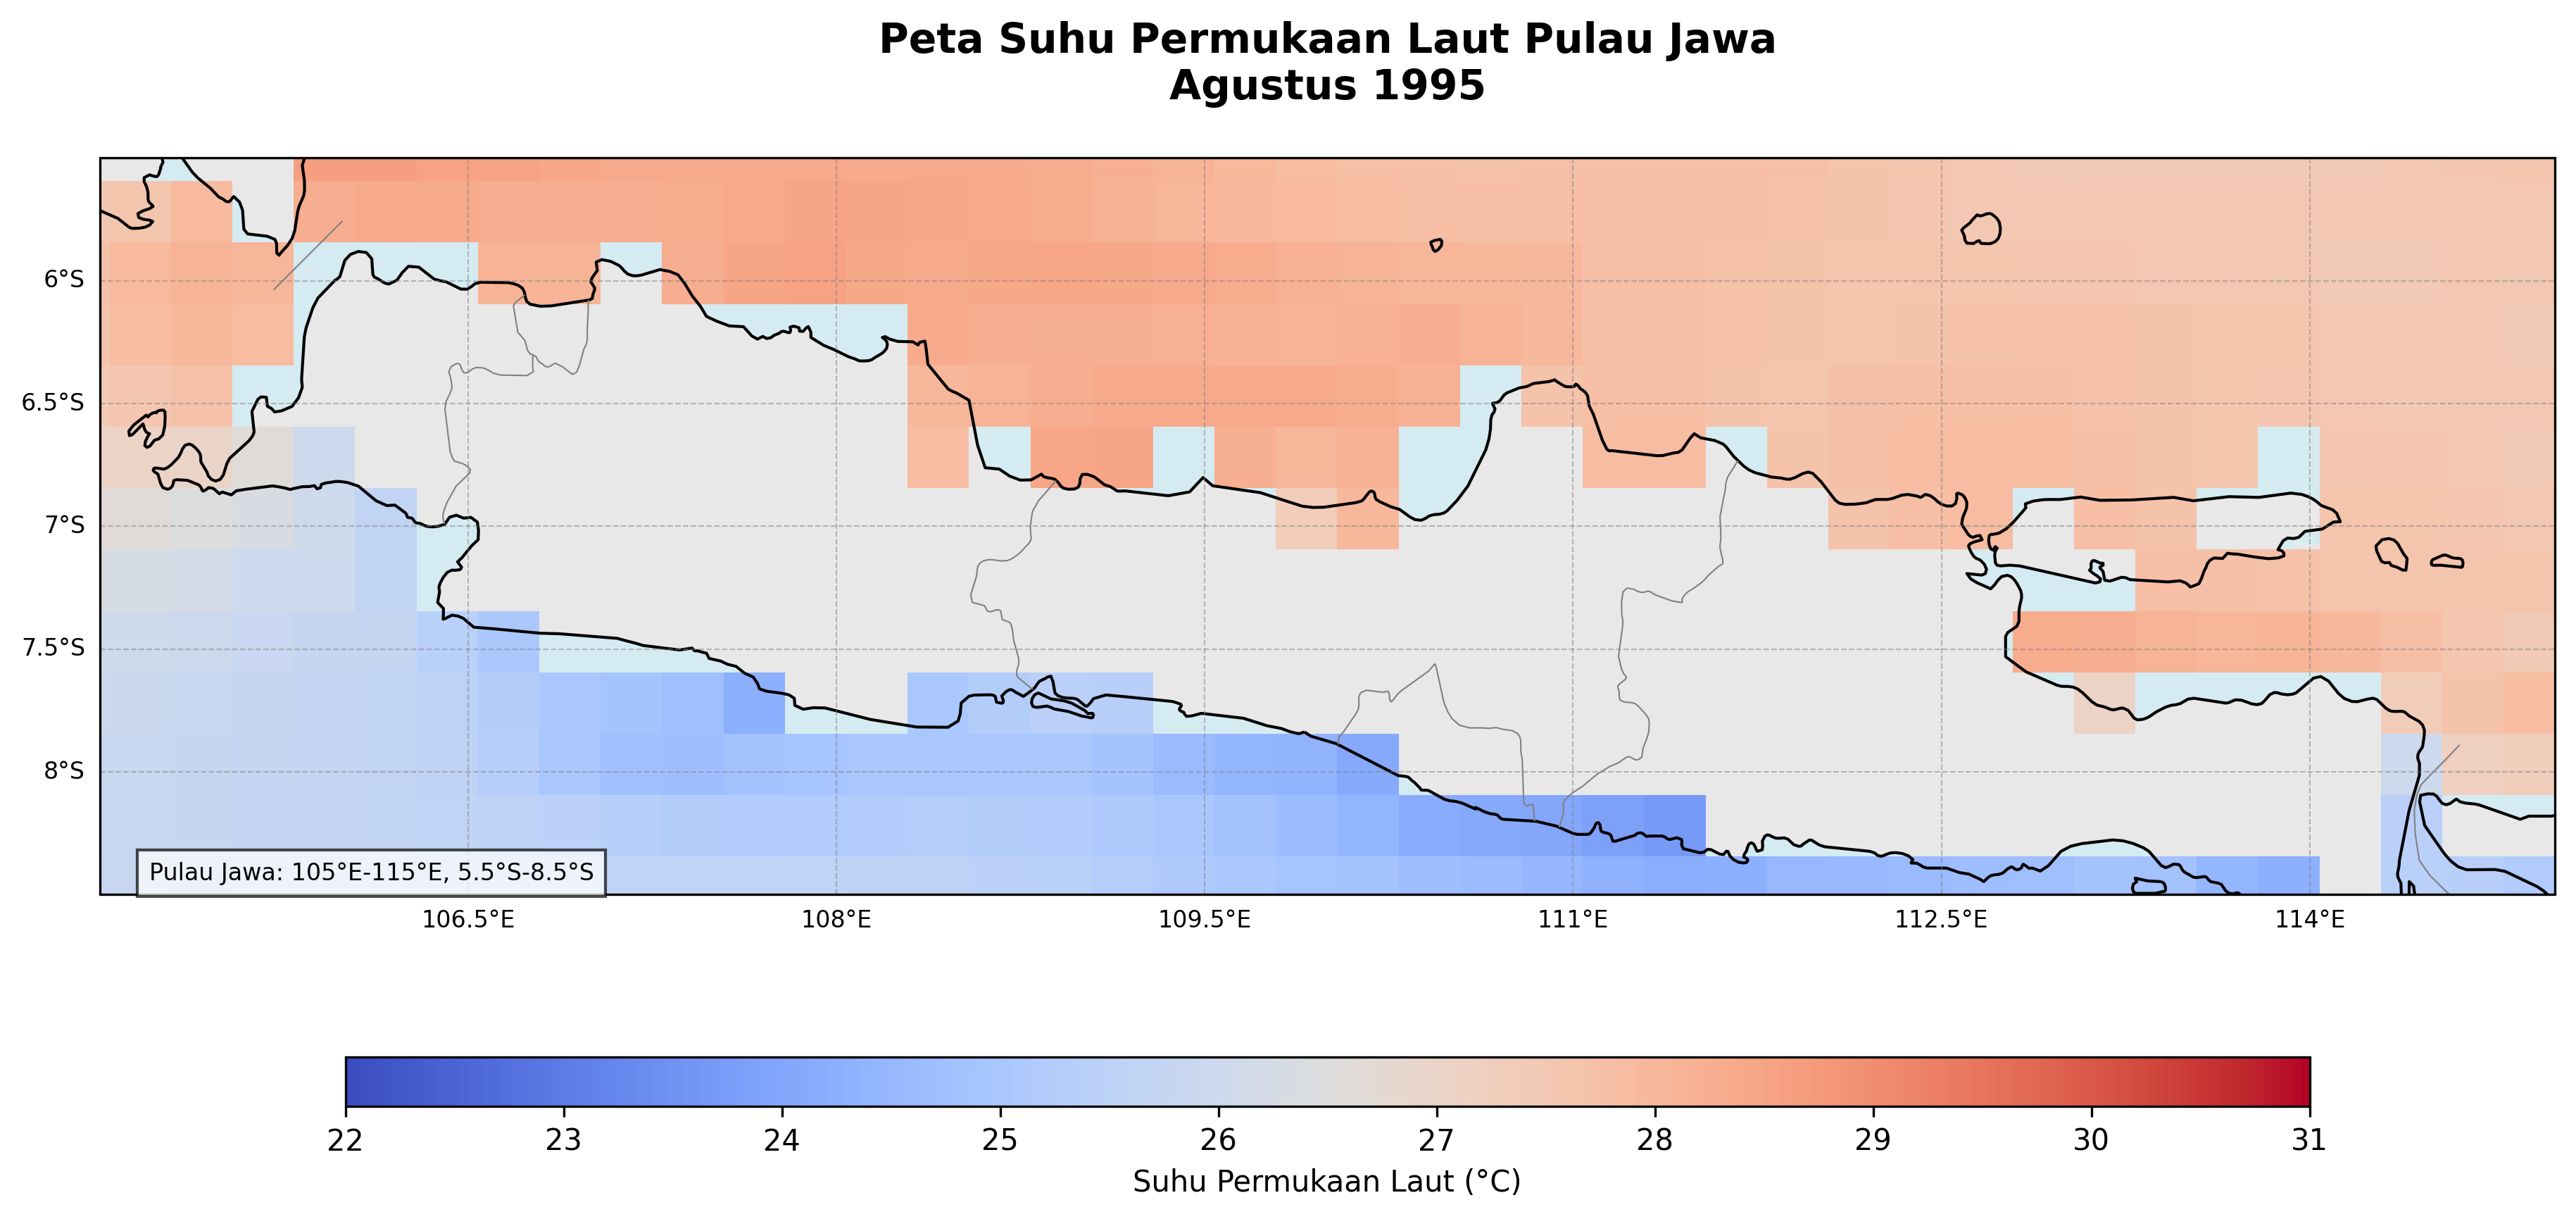 Peta Suhu Permukaan Laut Pulau Jawa
Agustus 1995
6°S
6.5°S
7°S
7.5°S
8°S
Pulau Jawa: 105°E-115°E, 5.5°S-8.5°S
106.5°E 108°E 109.5°E 111°E 112.5°E 114°E
22 23 24 25 26 27 28 29 30 31
Suhu Permukaan Laut (°C)